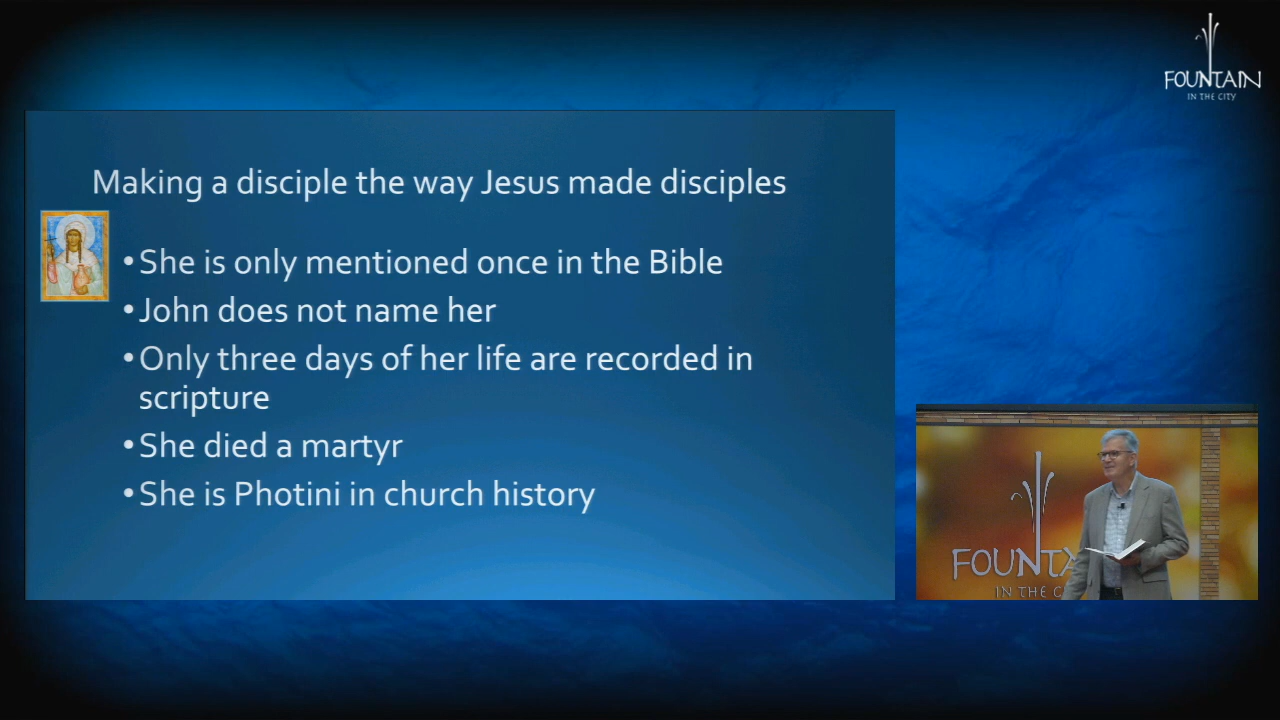 FOUNTAIN
IN THE CITY
Making a disciple the way Jesus made disciples
•She is only mentioned once in the Bible
•John does not name her
•Only three days of her life are recorded in
scripture
•She died a martyr
•She is Photini in church history
FOUNTA
IN THE C